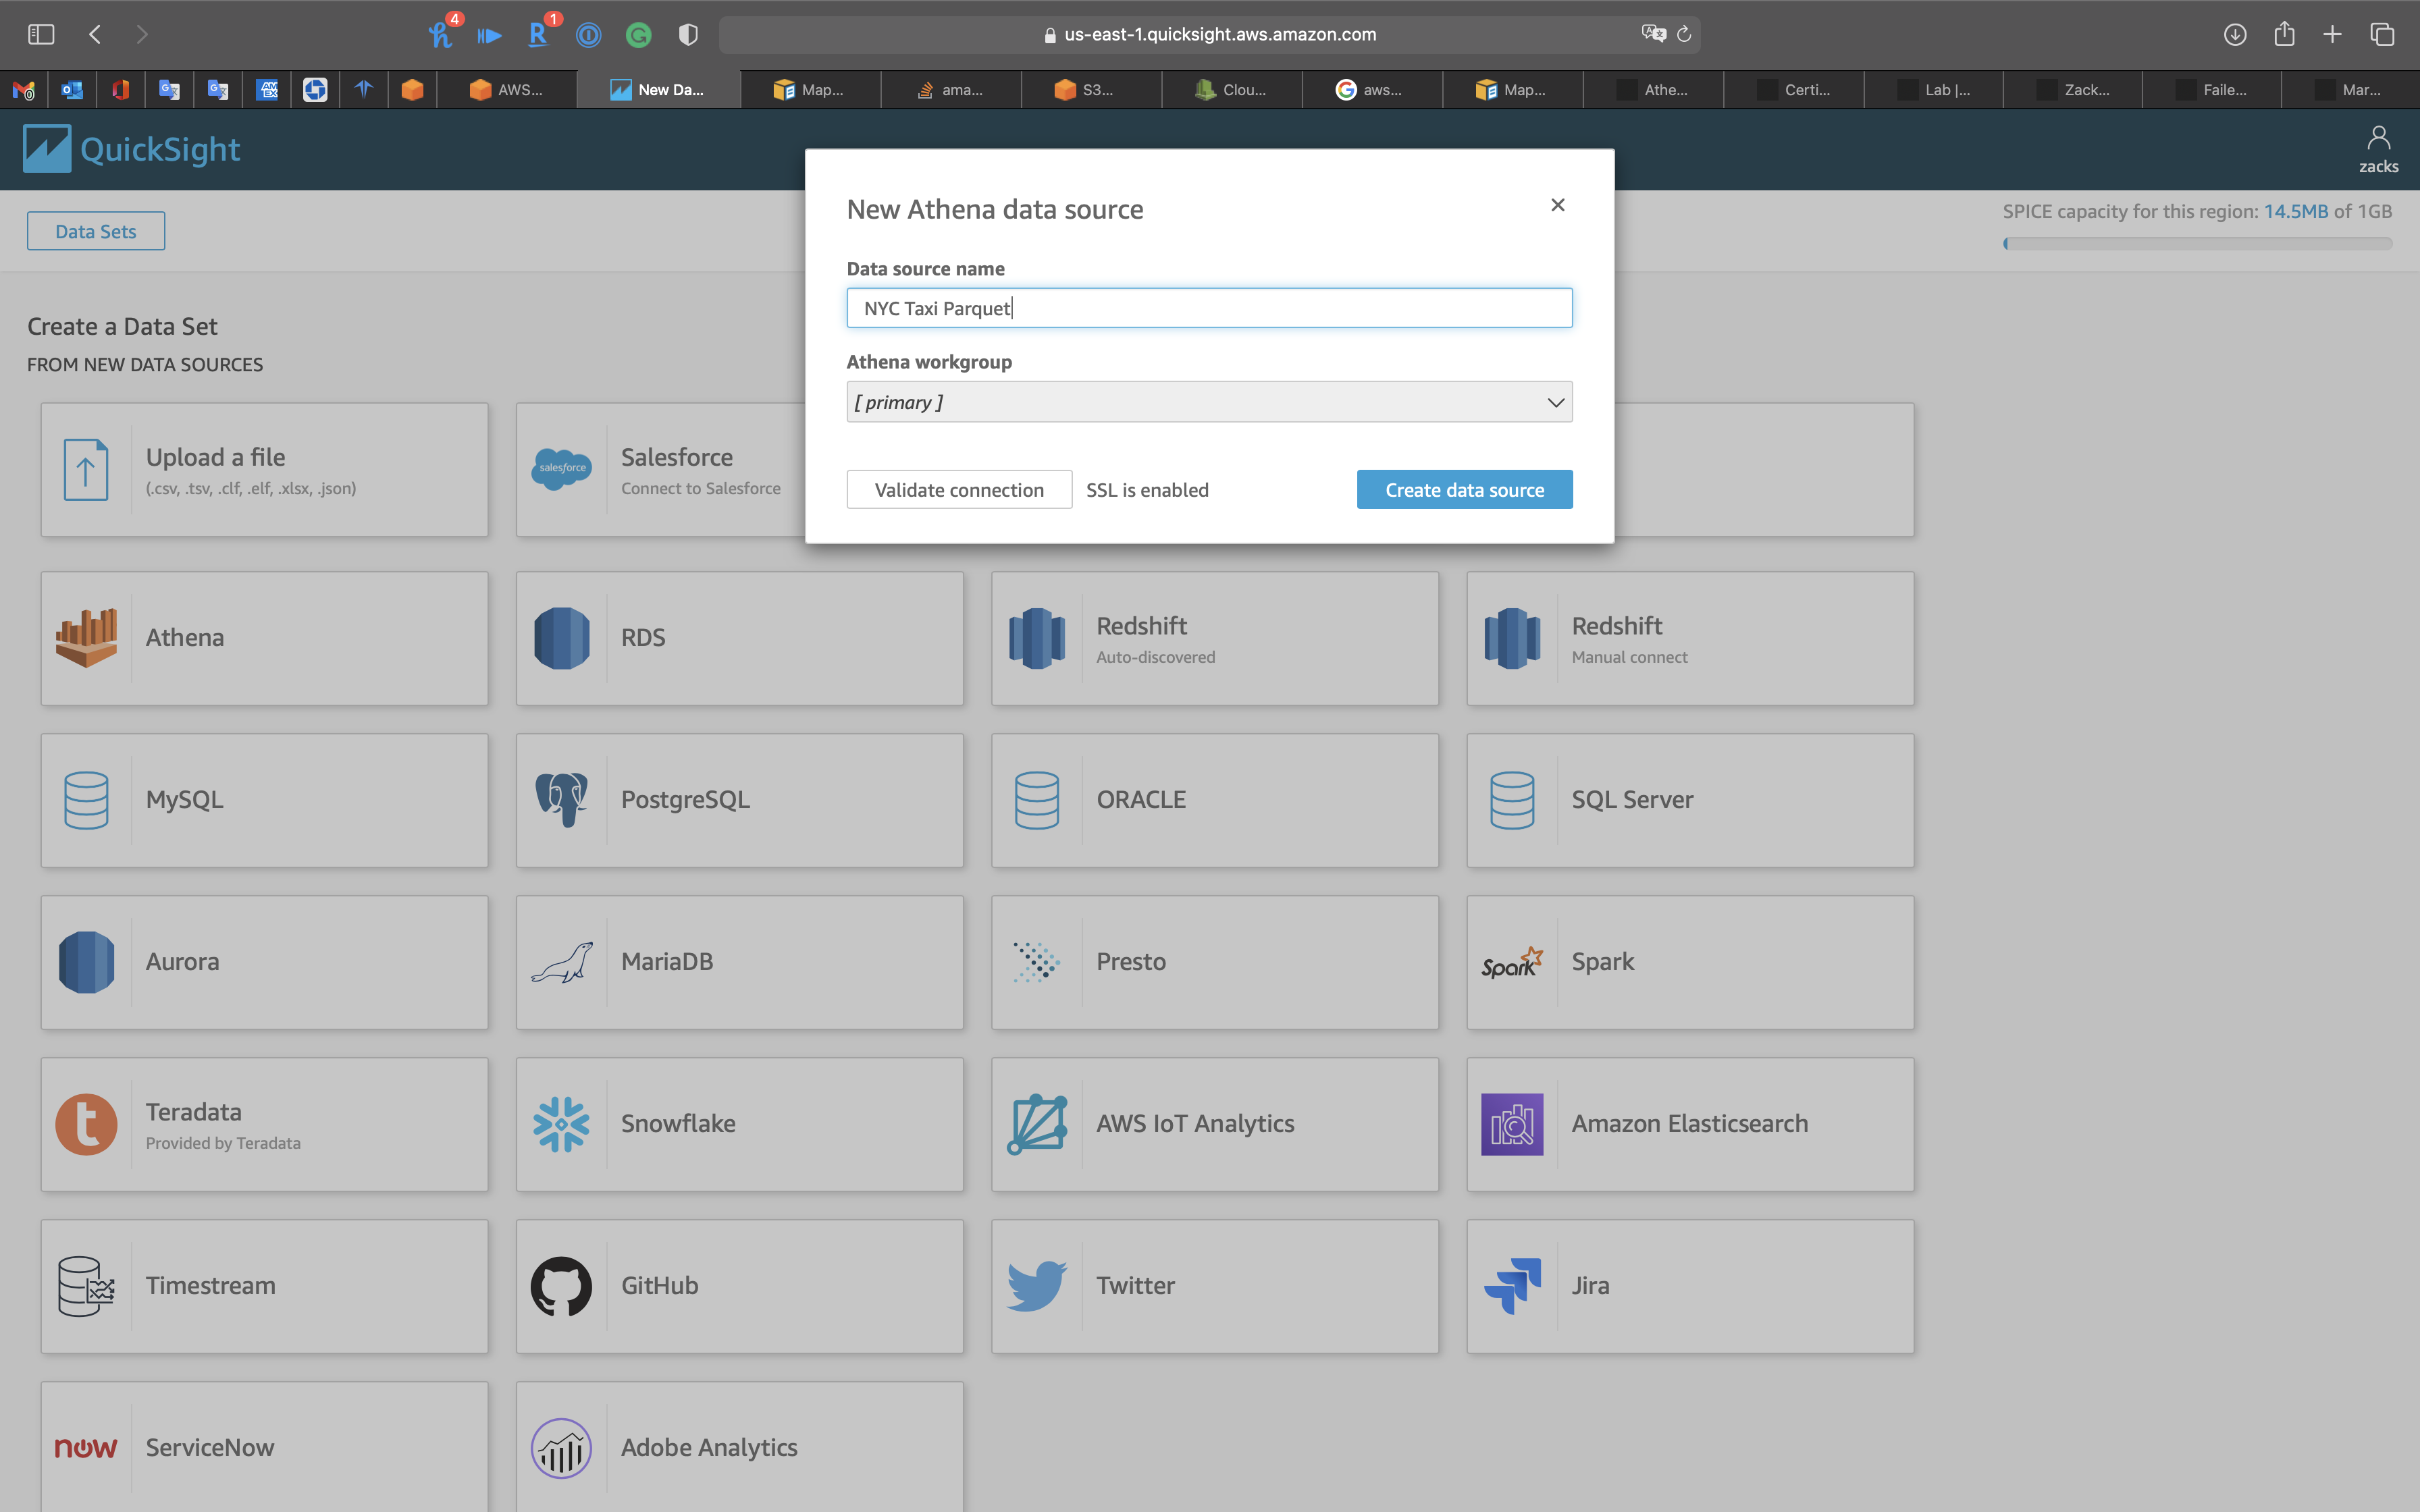 4
1
us-east-1.quicksight.aws.amazon.com
AWS...
New Da...
Map...
ama...
S3...
Clou...
aws...
Map...
Athe...
Certi...
Lab |...
Zack...
Faile...
Mar...
QuickSight
zacks
Data Sets
SPICE capacity for this region: 14.5MB of 1GB
New Athena data source
Data source name
NYC Taxi Parquet
Athena workgroup
[ primary ]
Validate connection
SSL is enabled
Create data source
Create a Data Set
FROM NEW DATA SOURCES
Upload a file
(.csv, .tsv, .clf, .elf, .xlsx, .json)
salesforce
Salesforce
Connect to Salesforce
Athena
RDS
Redshift
Auto-discovered
Redshift
Manual connect
MySQL
PostgreSQL
ORACLE
SQL Server
Aurora
MariaDB
Presto
Spark
Spark
t
Teradata
Provided by Teradata
Snowflake
AWS IoT Analytics
Amazon Elasticsearch
Timestream
GitHub
Twitter
Jira
now
ServiceNow
Adobe Analytics